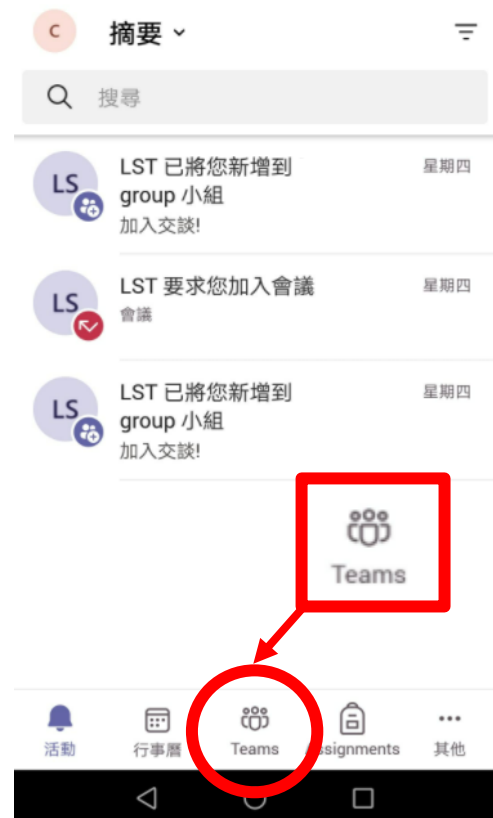 C 摘要
搜尋
LS LST 已將您新增到 星期四
group 小組
加入交談!
LS LST 要求您加入會議 星期四
會議
LS LST 已將您新增到 星期四
group 小組
加入交談!
Teams
活動 行事曆 Teams Assignments 其他